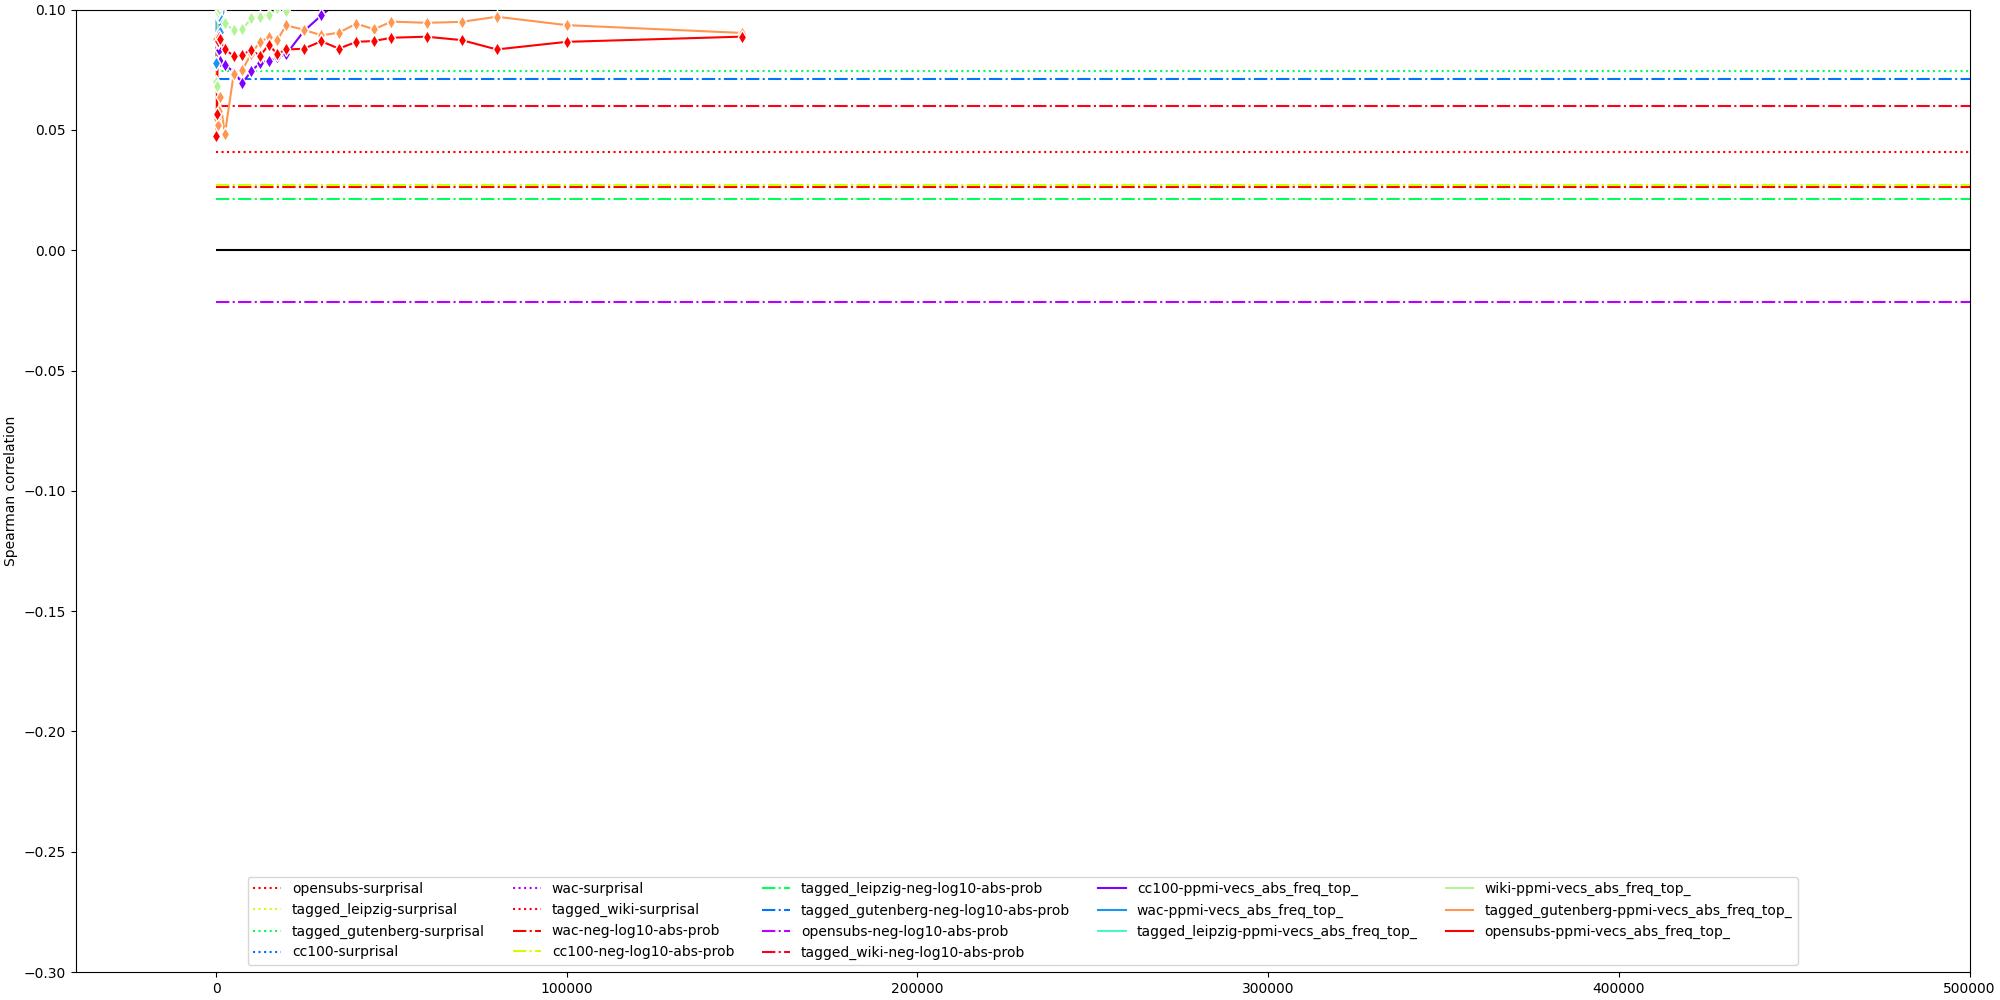 0.10
0.05
0.00
−0.05
−0.10
−0.15
−0.20
−0.25
−0.30
Spearman correlation
opensubs-surprisal
tagged_leipzig-surprisal
tagged_gutenberg-surprisal
cc100-surprisal
wac-surprisal
tagged_wiki-surprisal
wac-neg-log10-abs-prob
cc100-neg-log10-abs-prob
tagged_leipzig-neg-log10-abs-prob
tagged_gutenberg-neg-log10-abs-prob
opensubs-neg-log10-abs-prob
tagged_wiki-neg-log10-abs-prob
cc100-ppmi-vecs_abs_freq_top_
wac-ppmi-vecs_abs_freq_top_
tagged_leipzig-ppmi-vecs_abs_freq_top_
wiki-ppmi-vecs_abs_freq_top_
tagged_gutenberg-ppmi-vecs_abs_freq_top_
opensubs-ppmi-vecs_abs_freq_top_
0
100000
200000
300000
400000
500000